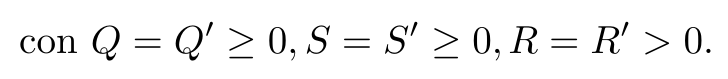 con Q = Q′ ≥ 0, S = S′ ≥ 0, R = R′ > 0.